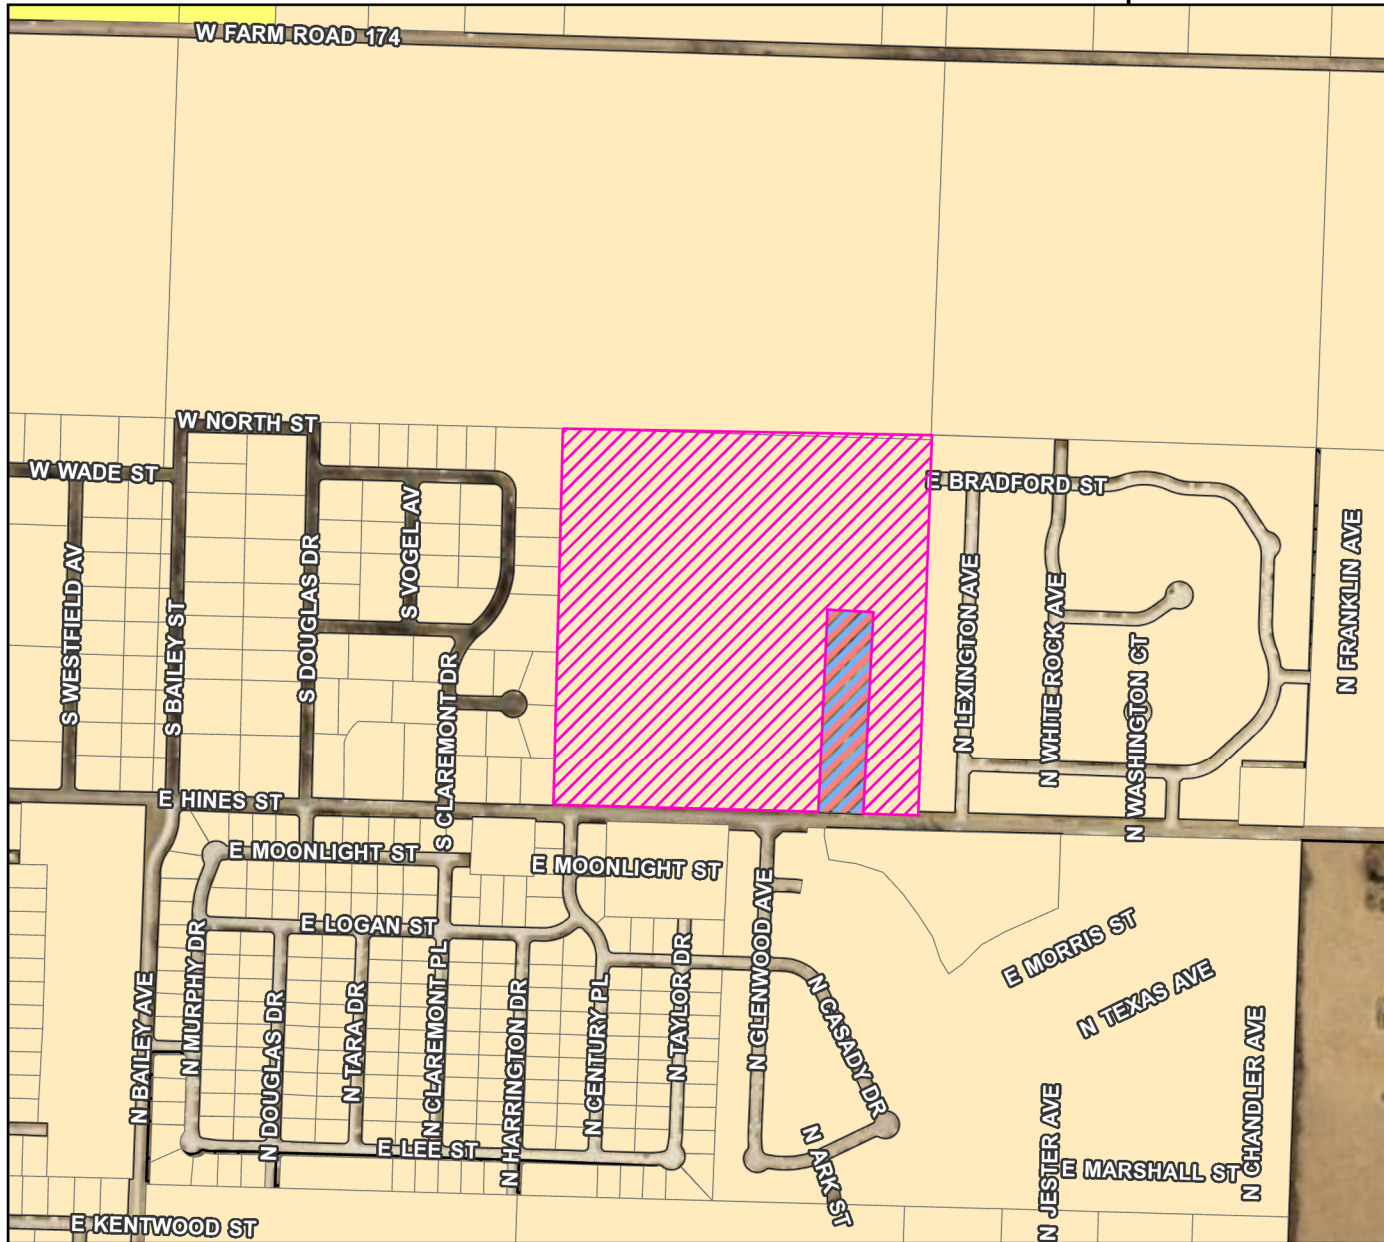 W FARM ROAD 174
W NORTH ST
W WADE ST
E BRADFORD ST
S WESTFIELD AV
S BAILEY ST
S DOUGLAS DR
S VOGEL AV
S CLAREMONT DR
N LEXINGTON AVE
N WHITE ROCK AVE
N WASHINGTON CT
N FRANKLIN AVE
E HINES ST
E MOONLIGHT ST
E MOONLIGHT ST
E LOGAN ST
N BAILEY AVE
N MURPHY DR
N DOUGLAS DR
N TARA DR
N CLAREMONT PL
N HARRINGTON DR
N CENTURY PL
N TAYLOR DR
N GLENWOOD AVE
N CASADY DR
E MORRIS ST
N TEXAS AVE
N CHANDLER AVE
N JESTER AVE
E LEE ST
N ARK ST
E MARSHALL ST
E KENTWOOD ST